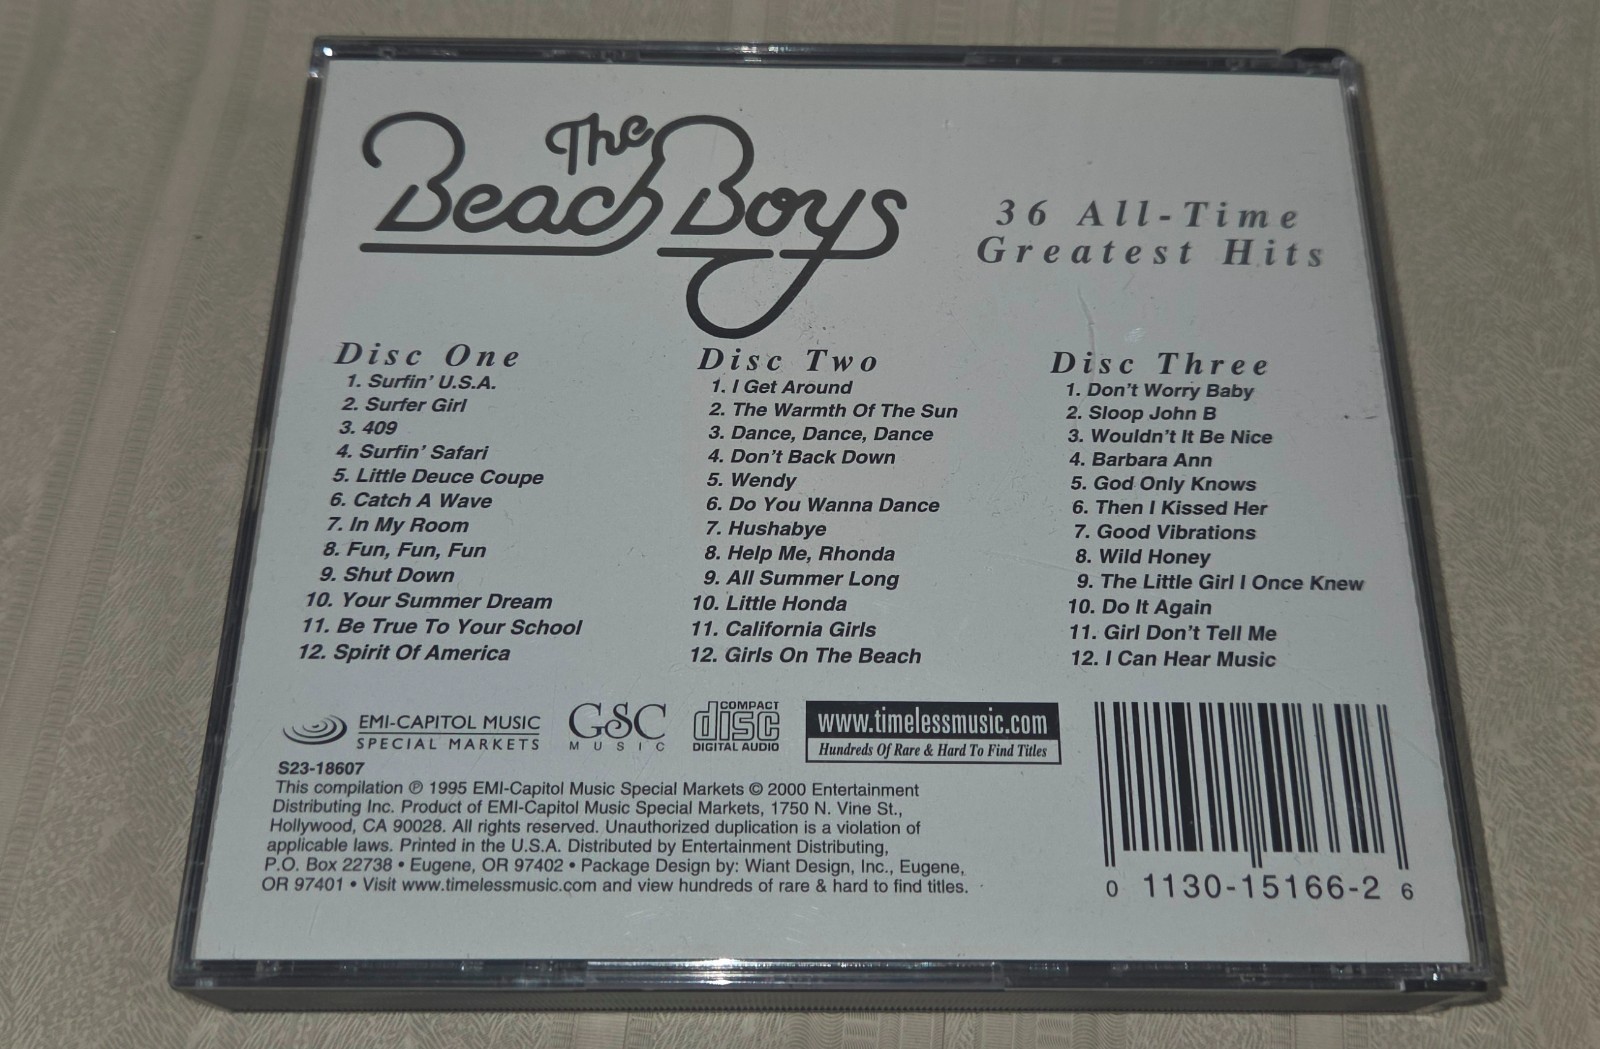 The
Beach Boys
36 All-Time
Greatest Hits
Disc One
1. Surfin' U.S.A.
2. Surfer Girl
3. 409
4. Surfin' Safari
5. Little Deuce Coupe
6. Catch A Wave
7. In My Room
8. Fun, Fun, Fun
9. Shut Down
10. Your Summer Dream
11. Be True To Your School
12. Spirit Of America
Disc Two
1. I Get Around
2. The Warmth Of The Sun
3. Dance, Dance, Dance
4. Don't Back Down
5. Wendy
6. Do You Wanna Dance
7. Hushabye
8. Help Me, Rhonda
9. All Summer Long
10. Little Honda
11. California Girls
12. Girls On The Beach
Disc Three
1. Don't Worry Baby
2. Sloop John B
3. Wouldn't It Be Nice
4. Barbara Ann
5. God Only Knows
6. Then I Kissed Her
7. Good Vibrations
8. Wild Honey
9. The Little Girl I Once Knew
10. Do It Again
11. Girl Don't Tell Me
12. I Can Hear Music
EMI-CAPITOL MUSIC
SPECIAL MARKETS
GSC
MUSIC
COMPACT
disc
DIGITAL AUDIO
www.timelessmusic.com
Hundreds Of Rare & Hard To Find Titles
S23-18607
This compilation ℗ 1995 EMI-Capitol Music Special Markets © 2000 Entertainment
Distributing Inc. Product of EMI-Capitol Music Special Markets, 1750 N. Vine St.,
Hollywood, CA 90028. All rights reserved. Unauthorized duplication is a violation of
applicable laws. Printed in the U.S.A. Distributed by Entertainment Distributing,
P.O. Box 22738 • Eugene, OR 97402 • Package Design by: Wiant Design, Inc., Eugene,
OR 97401 • Visit www.timelessmusic.com and view hundreds of rare & hard to find titles.
0 1130-15166-2 6